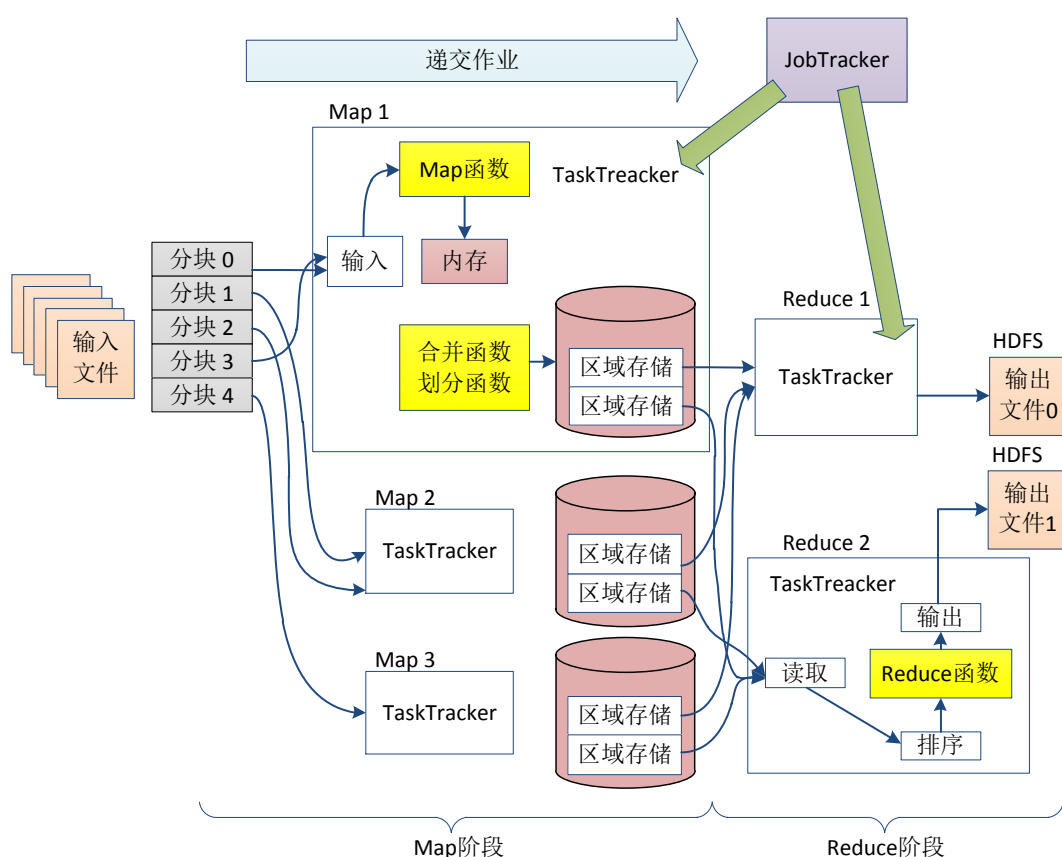 递交作业
JobTracker
Map 1
Map函数
TaskTreacker
输入
内存
分块 0
分块 1
分块 2
分块 3
分块 4
输入
文件
合并函数
划分函数
区域存储
区域存储
Reduce 1
TaskTracker
HDFS
输出
文件0
HDFS
输出
文件1
Map 2
TaskTracker
区域存储
区域存储
Reduce 2
TaskTreacker
输出
Reduce函数
读取
排序
Map 3
TaskTracker
区域存储
区域存储
Map阶段
Reduce阶段